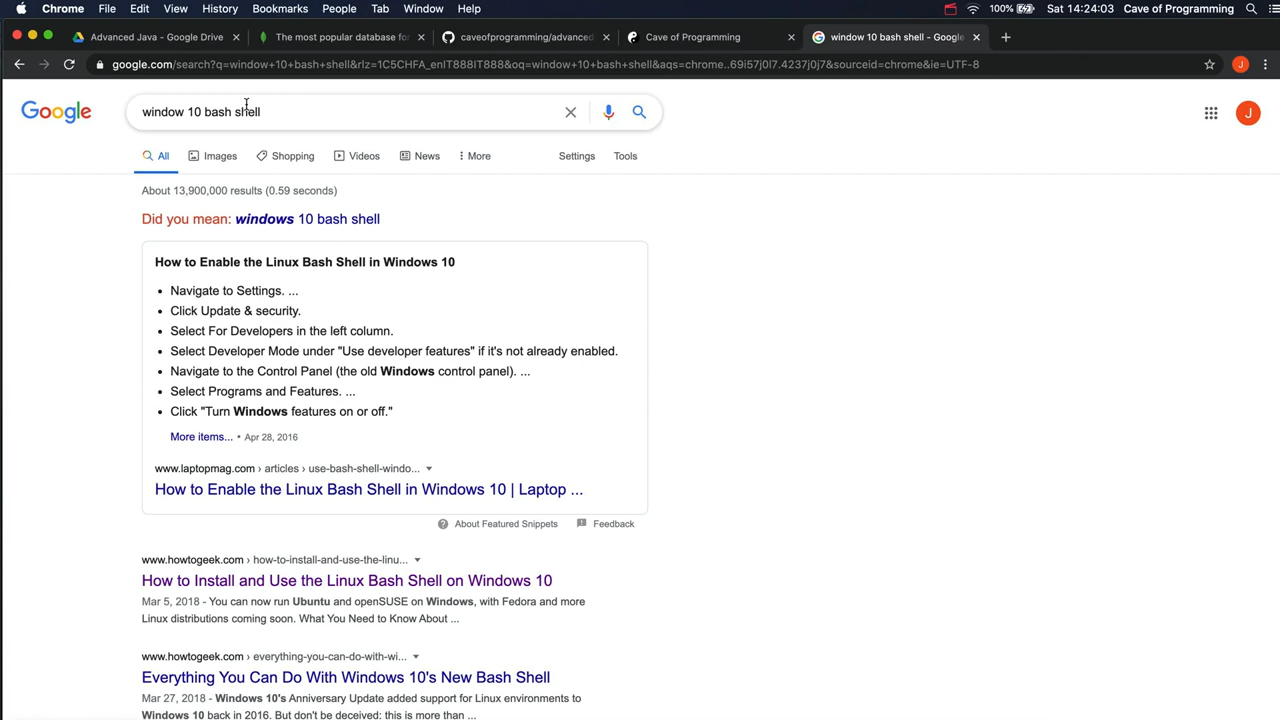 Chrome File Edit View History Bookmarks People Tab Window Help 100% Sat 14:24:03 Cave of Programming
Advanced Java - Google Drive The most popular database for caveofprogramming/advanced Cave of Programming window 10 bash shell - Google
google.com/search?q=window+10+bash+shell&rlz=1C5CHFA_enIT888IT888&oq=window+10+bash+shell&aqs=chrome..69i57j0l7.4237j0j7&sourceid=chrome&ie=UTF-8 J
Google window 10 bash shell J
All Images Shopping Videos News More Settings Tools
About 13,900,000 results (0.59 seconds)
Did you mean: windows 10 bash shell
How to Enable the Linux Bash Shell in Windows 10
• Navigate to Settings. ...
• Click Update & security.
• Select For Developers in the left column.
• Select Developer Mode under "Use developer features" if it's not already enabled.
• Navigate to the Control Panel (the old Windows control panel). ...
• Select Programs and Features. ...
• Click "Turn Windows features on or off."
More items... • Apr 28, 2016
www.laptopmag.com › articles › use-bash-shell-windo...
How to Enable the Linux Bash Shell in Windows 10 | Laptop ...
About Featured Snippets Feedback
www.howtogeek.com › how-to-install-and-use-the-linu...
How to Install and Use the Linux Bash Shell on Windows 10
Mar 5, 2018 - You can now run Ubuntu and openSUSE on Windows, with Fedora and more
Linux distributions coming soon. What You Need to Know About ...
www.howtogeek.com › everything-you-can-do-with-wi...
Everything You Can Do With Windows 10's New Bash Shell
Mar 27, 2018 - Windows 10's Anniversary Update added support for Linux environments to
Windows 10 back in 2016. But don't be deceived: this is more than ...